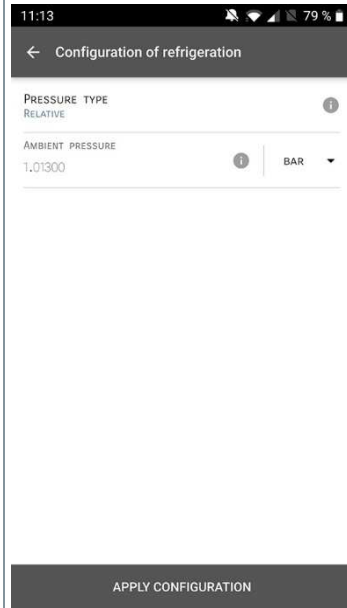 11:13 79 %
Configuration of refrigeration
PRESSURE TYPE
RELATIVE
AMBIENT PRESSURE
1.01300 BAR
APPLY CONFIGURATION